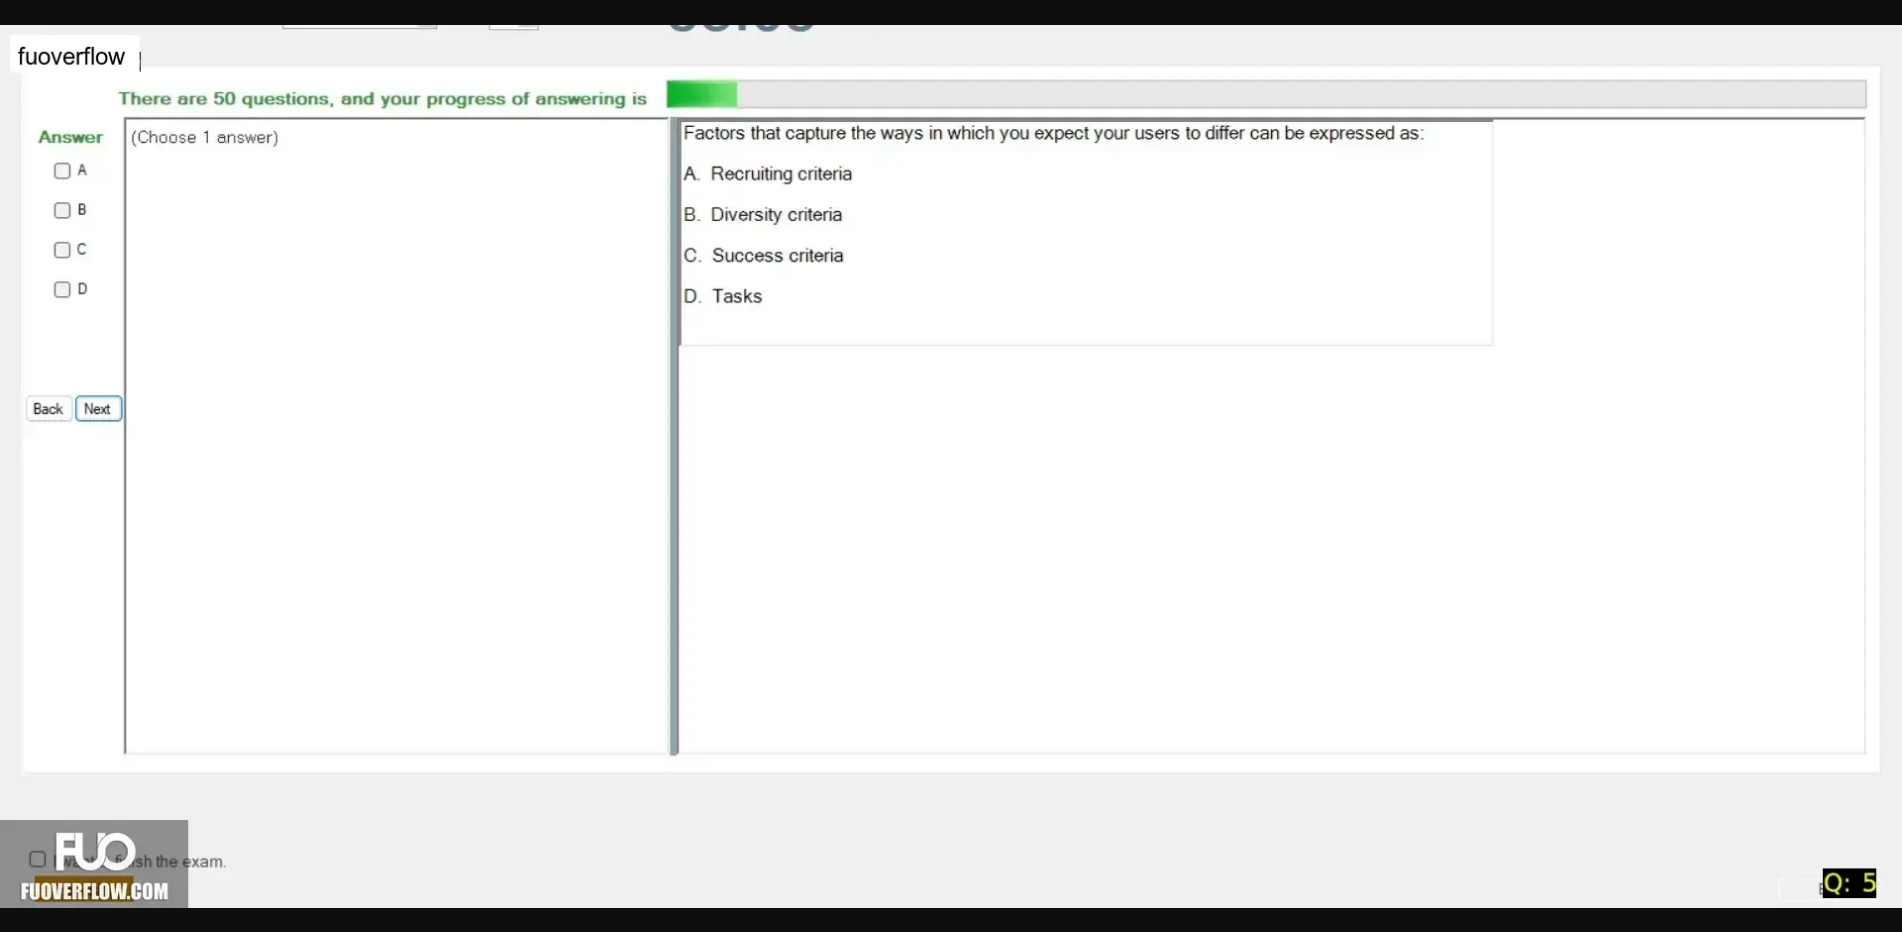 fuoverflow
There are 50 questions, and your progress of answering is
Answer
(Choose 1 answer)
A
B
C
D
Back
Next
Factors that capture the ways in which you expect your users to differ can be expressed as:
A. Recruiting criteria
B. Diversity criteria
C. Success criteria
D. Tasks
FUO
sh the exam.
FUOVERFLOW.COM
Q: 5